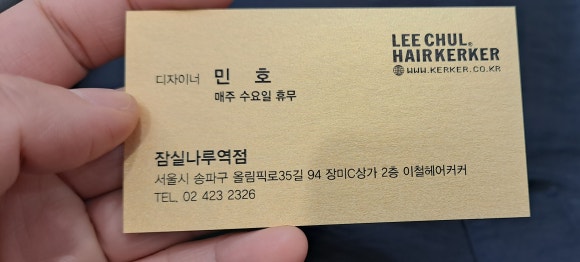 LEE CHUL®
HAIRKERKER
WWW.KERKER.CO.KR
디자이너 민 호
매주 수요일 휴무
잠실나루역점
서울시 송파구 올림픽로35길 94 장미C상가 2층 이철헤어커커
TEL. 02 423 2326